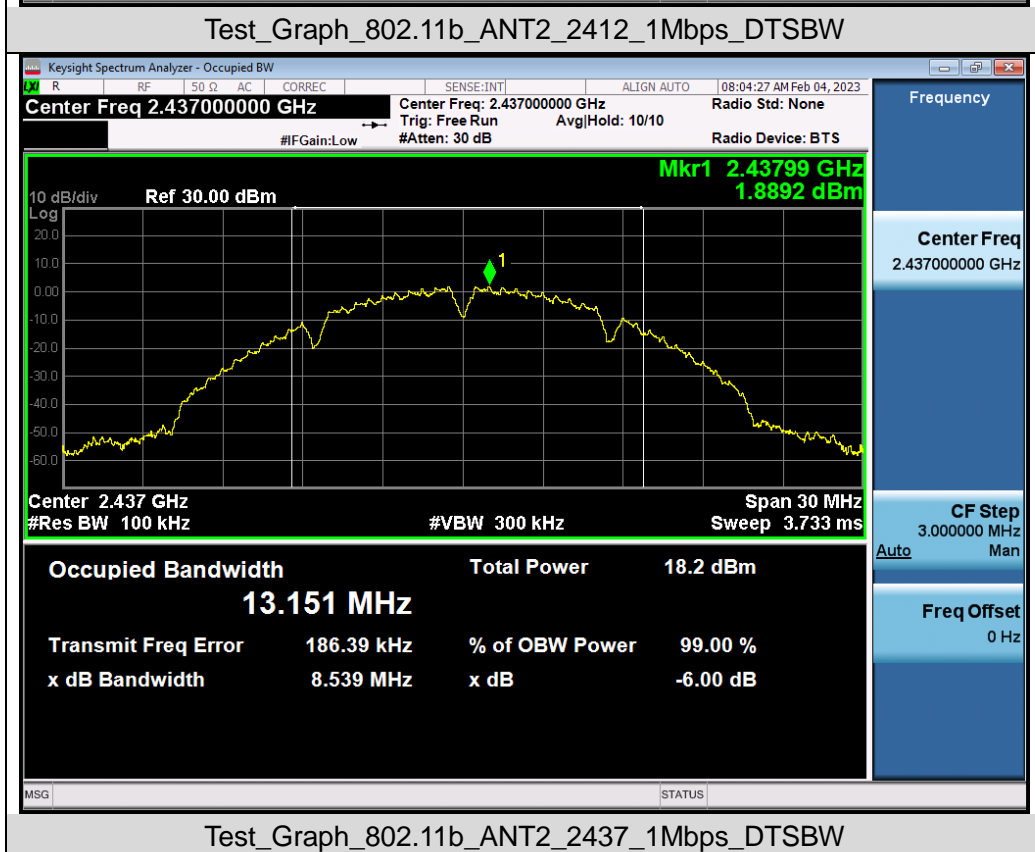 Test_Graph_802.11b_ANT2_2412_1Mbps_DTSBW
Keysight Spectrum Analyzer - Occupied BW
LXI R RF 50 Ω AC CORREC SENSE:INT ALIGN AUTO 08:04:27 AM Feb 04, 2023
Center Freq 2.437000000 GHz
Center Freq: 2.437000000 GHz
Radio Std: None
Trig: Free Run Avg|Hold: 10/10
#IFGain:Low #Atten: 30 dB Radio Device: BTS
Mkr1 2.43799 GHz
1.8892 dBm
10 dB/div Ref 30.00 dBm
Log
20.0
10.0
0.00
-10.0
-20.0
-30.0
-40.0
-50.0
-60.0
1
Center 2.437 GHz Span 30 MHz
#Res BW 100 kHz #VBW 300 kHz Sweep 3.733 ms
Occupied Bandwidth Total Power 18.2 dBm
13.151 MHz
Transmit Freq Error 186.39 kHz % of OBW Power 99.00 %
x dB Bandwidth 8.539 MHz x dB -6.00 dB
Frequency
Center Freq
2.437000000 GHz
CF Step
3.000000 MHz
Auto Man
Freq Offset
0 Hz
MSG STATUS
Test_Graph_802.11b_ANT2_2437_1Mbps_DTSBW